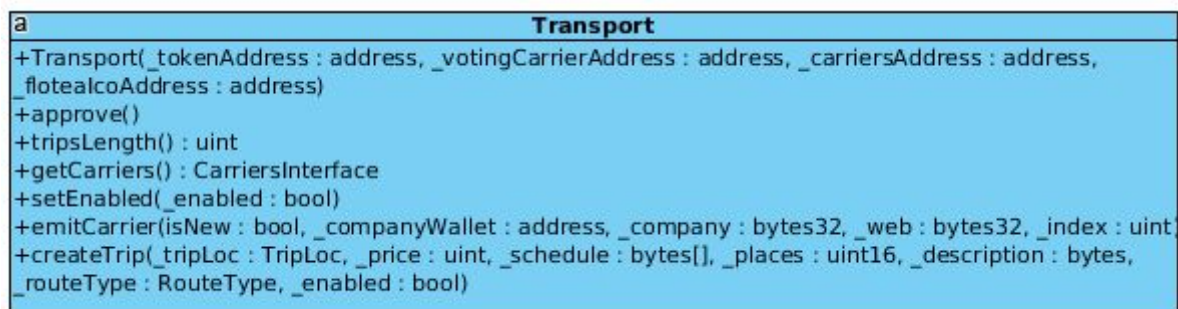 a
Transport
+Transport(_tokenAddress : address, _votingCarrierAddress : address, _carriersAddress : address,
_floteaIcoAddress : address)
+approve()
+tripsLength() : uint
+getCarriers() : CarriersInterface
+setEnabled(_enabled : bool)
+emitCarrier(isNew : bool, _companyWallet : address, _company : bytes32, _web : bytes32, _index : uint)
+createTrip(_tripLoc : TripLoc, _price : uint, _schedule : bytes[], _places : uint16, _description : bytes,
_routeType : RouteType, _enabled : bool)